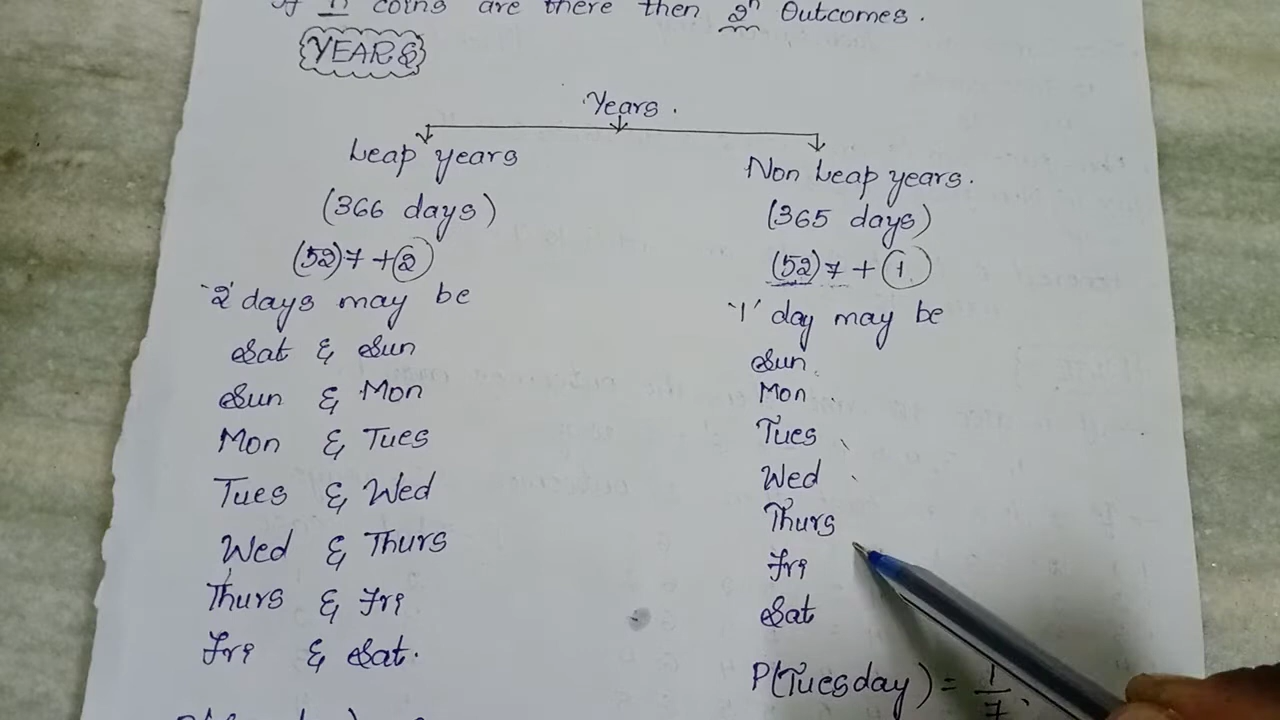 If n coins are there then 2ⁿ Outcomes.
YEARS
Years.
Leap years
(366 days)
(52)7 + 2
'2' days may be
Sat & Sun
Sun & Mon
Mon & Tues
Tues & Wed
Wed & Thurs
Thurs & Fri
Fri & Sat.
Non Leap years.
(365 days)
(52)7 + 1
'1' day may be
Sun
Mon
Tues
Wed
Thurs
Fri
Sat
P(Tuesday) = 1/7.